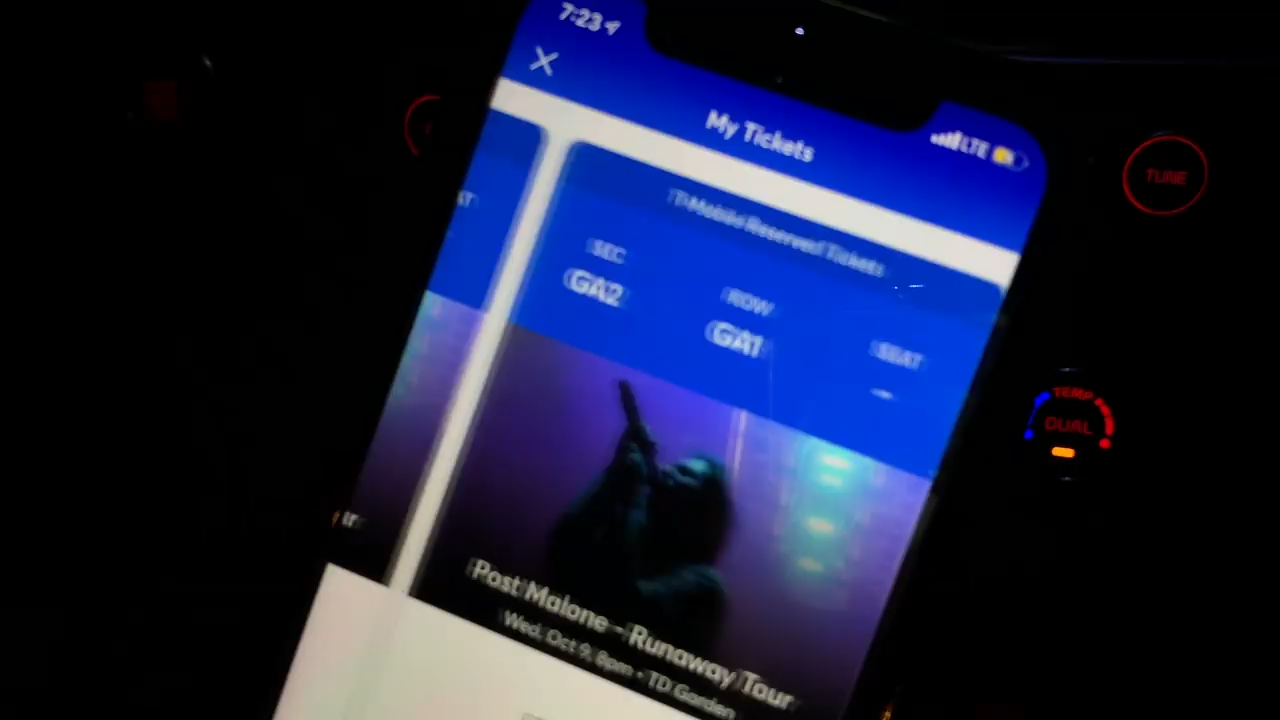 7:23
LTE
My Tickets
T-Mobile Reserved Tickets
SEC
GA2
ROW
GA1
SEAT
-
Post Malone - Runaway Tour
Wed, Oct 9, 8pm • TD Garden
TUNE
TEMP
DUAL